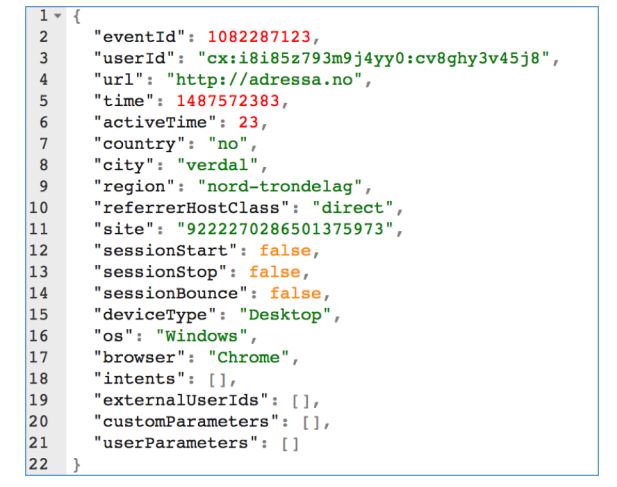 1 {
2 "eventId": 1082287123,
3 "userId": "cx:i8i85z793m9j4yy0:cv8ghy3v45j8",
4 "url": "http://adressa.no",
5 "time": 1487572383,
6 "activeTime": 23,
7 "country": "no",
8 "city": "verdal",
9 "region": "nord-trondelag",
10 "referrerHostClass": "direct",
11 "site": "9222270286501375973",
12 "sessionStart": false,
13 "sessionStop": false,
14 "sessionBounce": false,
15 "deviceType": "Desktop",
16 "os": "Windows",
17 "browser": "Chrome",
18 "intents": [],
19 "externalUserIds": [],
20 "customParameters": [],
21 "userParameters": []
22 }